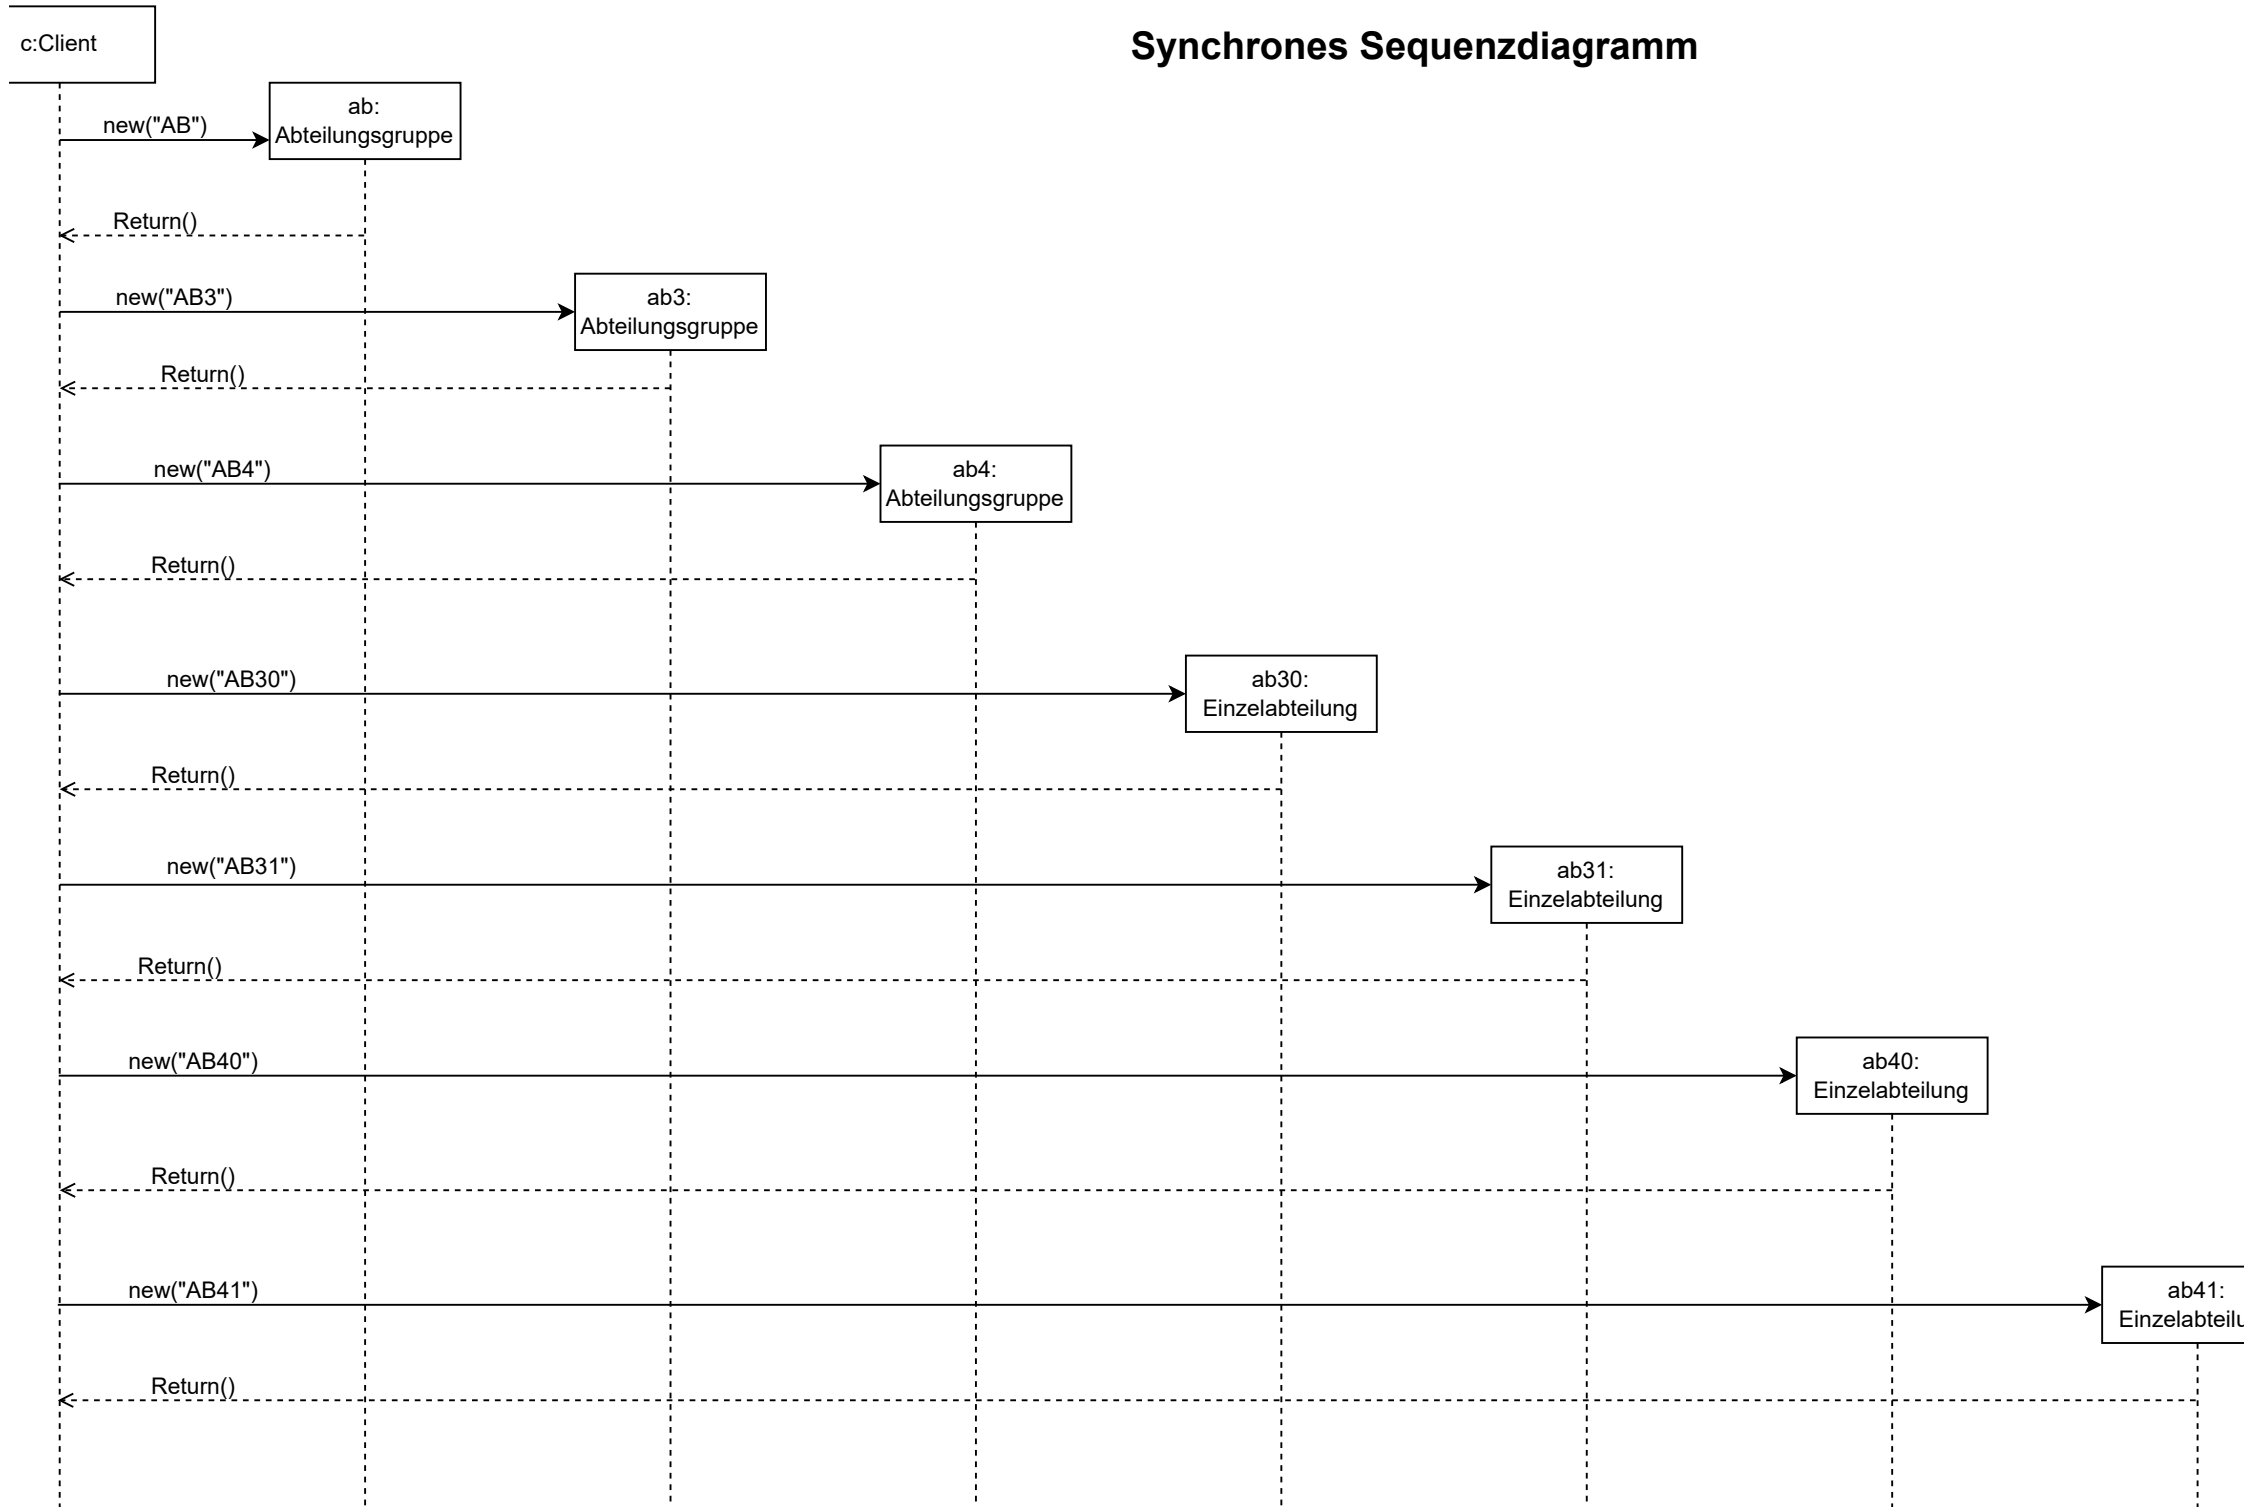 c:Client
Synchrones Sequenzdiagramm
ab:
Abteilungsgruppe
new("AB")
Return()
new("AB3")
ab3:
Abteilungsgruppe
Return()
new("AB4")
ab4:
Abteilungsgruppe
Return()
new("AB30")
ab30:
Einzelabteilung
Return()
new("AB31")
ab31:
Einzelabteilung
Return()
new("AB40")
ab40:
Einzelabteilung
Return()
new("AB41")
ab41:
Return()